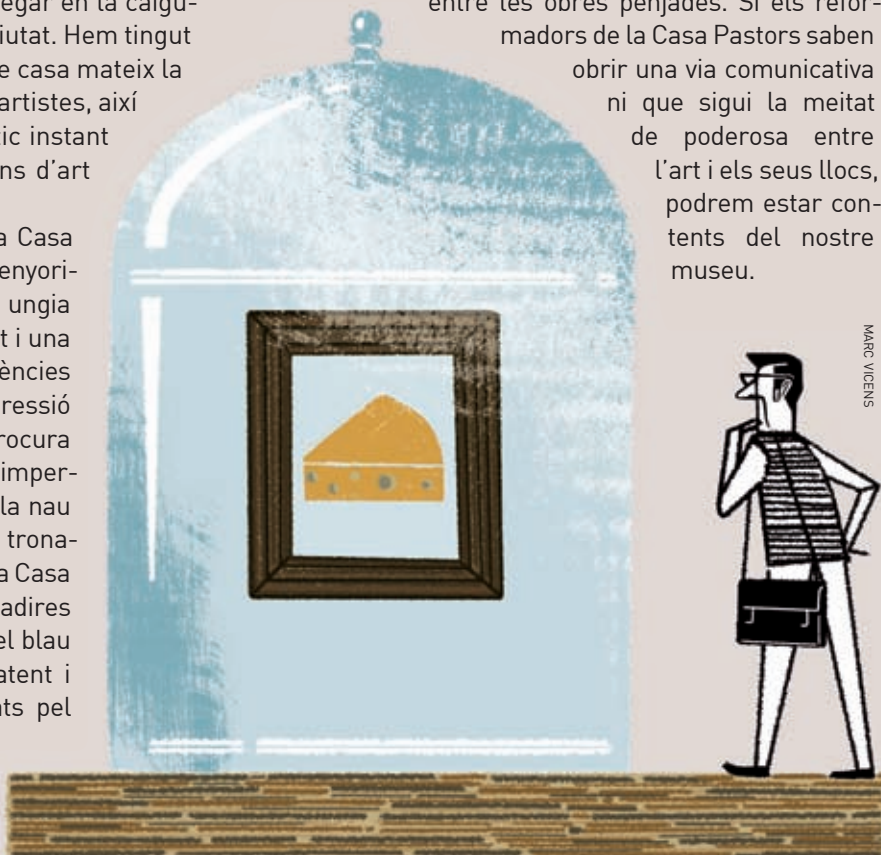 egar en la caigu-
iutat. Hem tingut
e casa mateix la
artistes, així
tic instant
ns d’art
a Casa
enyori-
ungia
t i una
ències
ressió
rocura
imper-
la nau
trona-
a Casa
adires
el blau
atent i
ts pel
entre les obres penjades. Si els refor-
madors de la Casa Pastors saben
obrir una via comunicativa
ni que sigui la meitat
de poderosa entre
l’art i els seus llocs,
podrem estar con-
tents del nostre
museu.
MARC VICENS